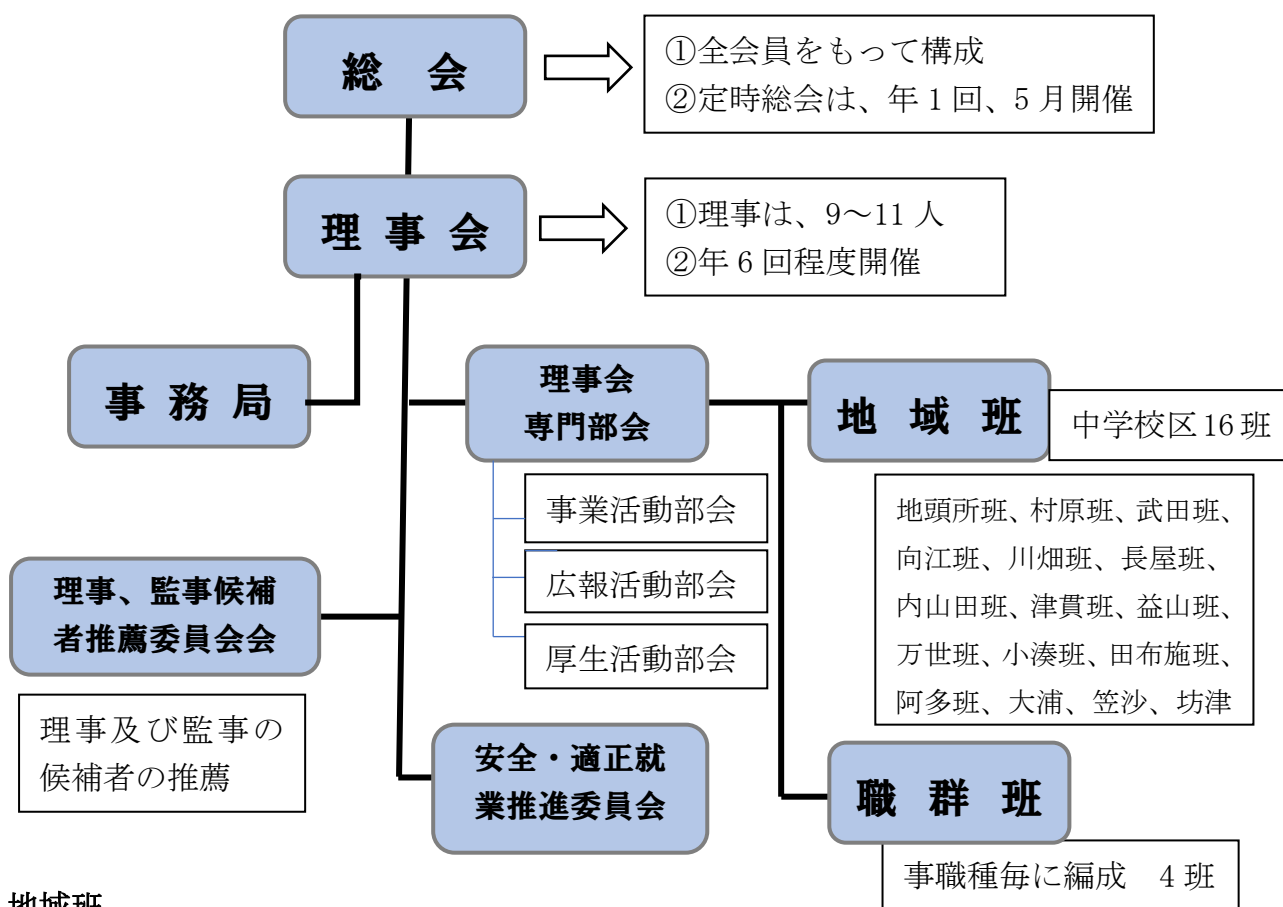 総会
①全会員をもって構成
②定時総会は、年1回、5月開催
理事会
①理事は、9～11人
②年6回程度開催
事務局
理事会
専門部会
地域班
中学校区16班
事業活動部会
広報活動部会
厚生活動部会
地頭所班、村原班、武田班、
向江班、川畑班、長屋班、
内山田班、津貫班、益山班、
万世班、小湊班、田布施班、
阿多班、大浦、笠沙、坊津
理事、監事候補
者推薦委員会会
理事及び監事の
候補者の推薦
安全・適正就
業推進委員会
職群班
事職種毎に編成　4班
地域班